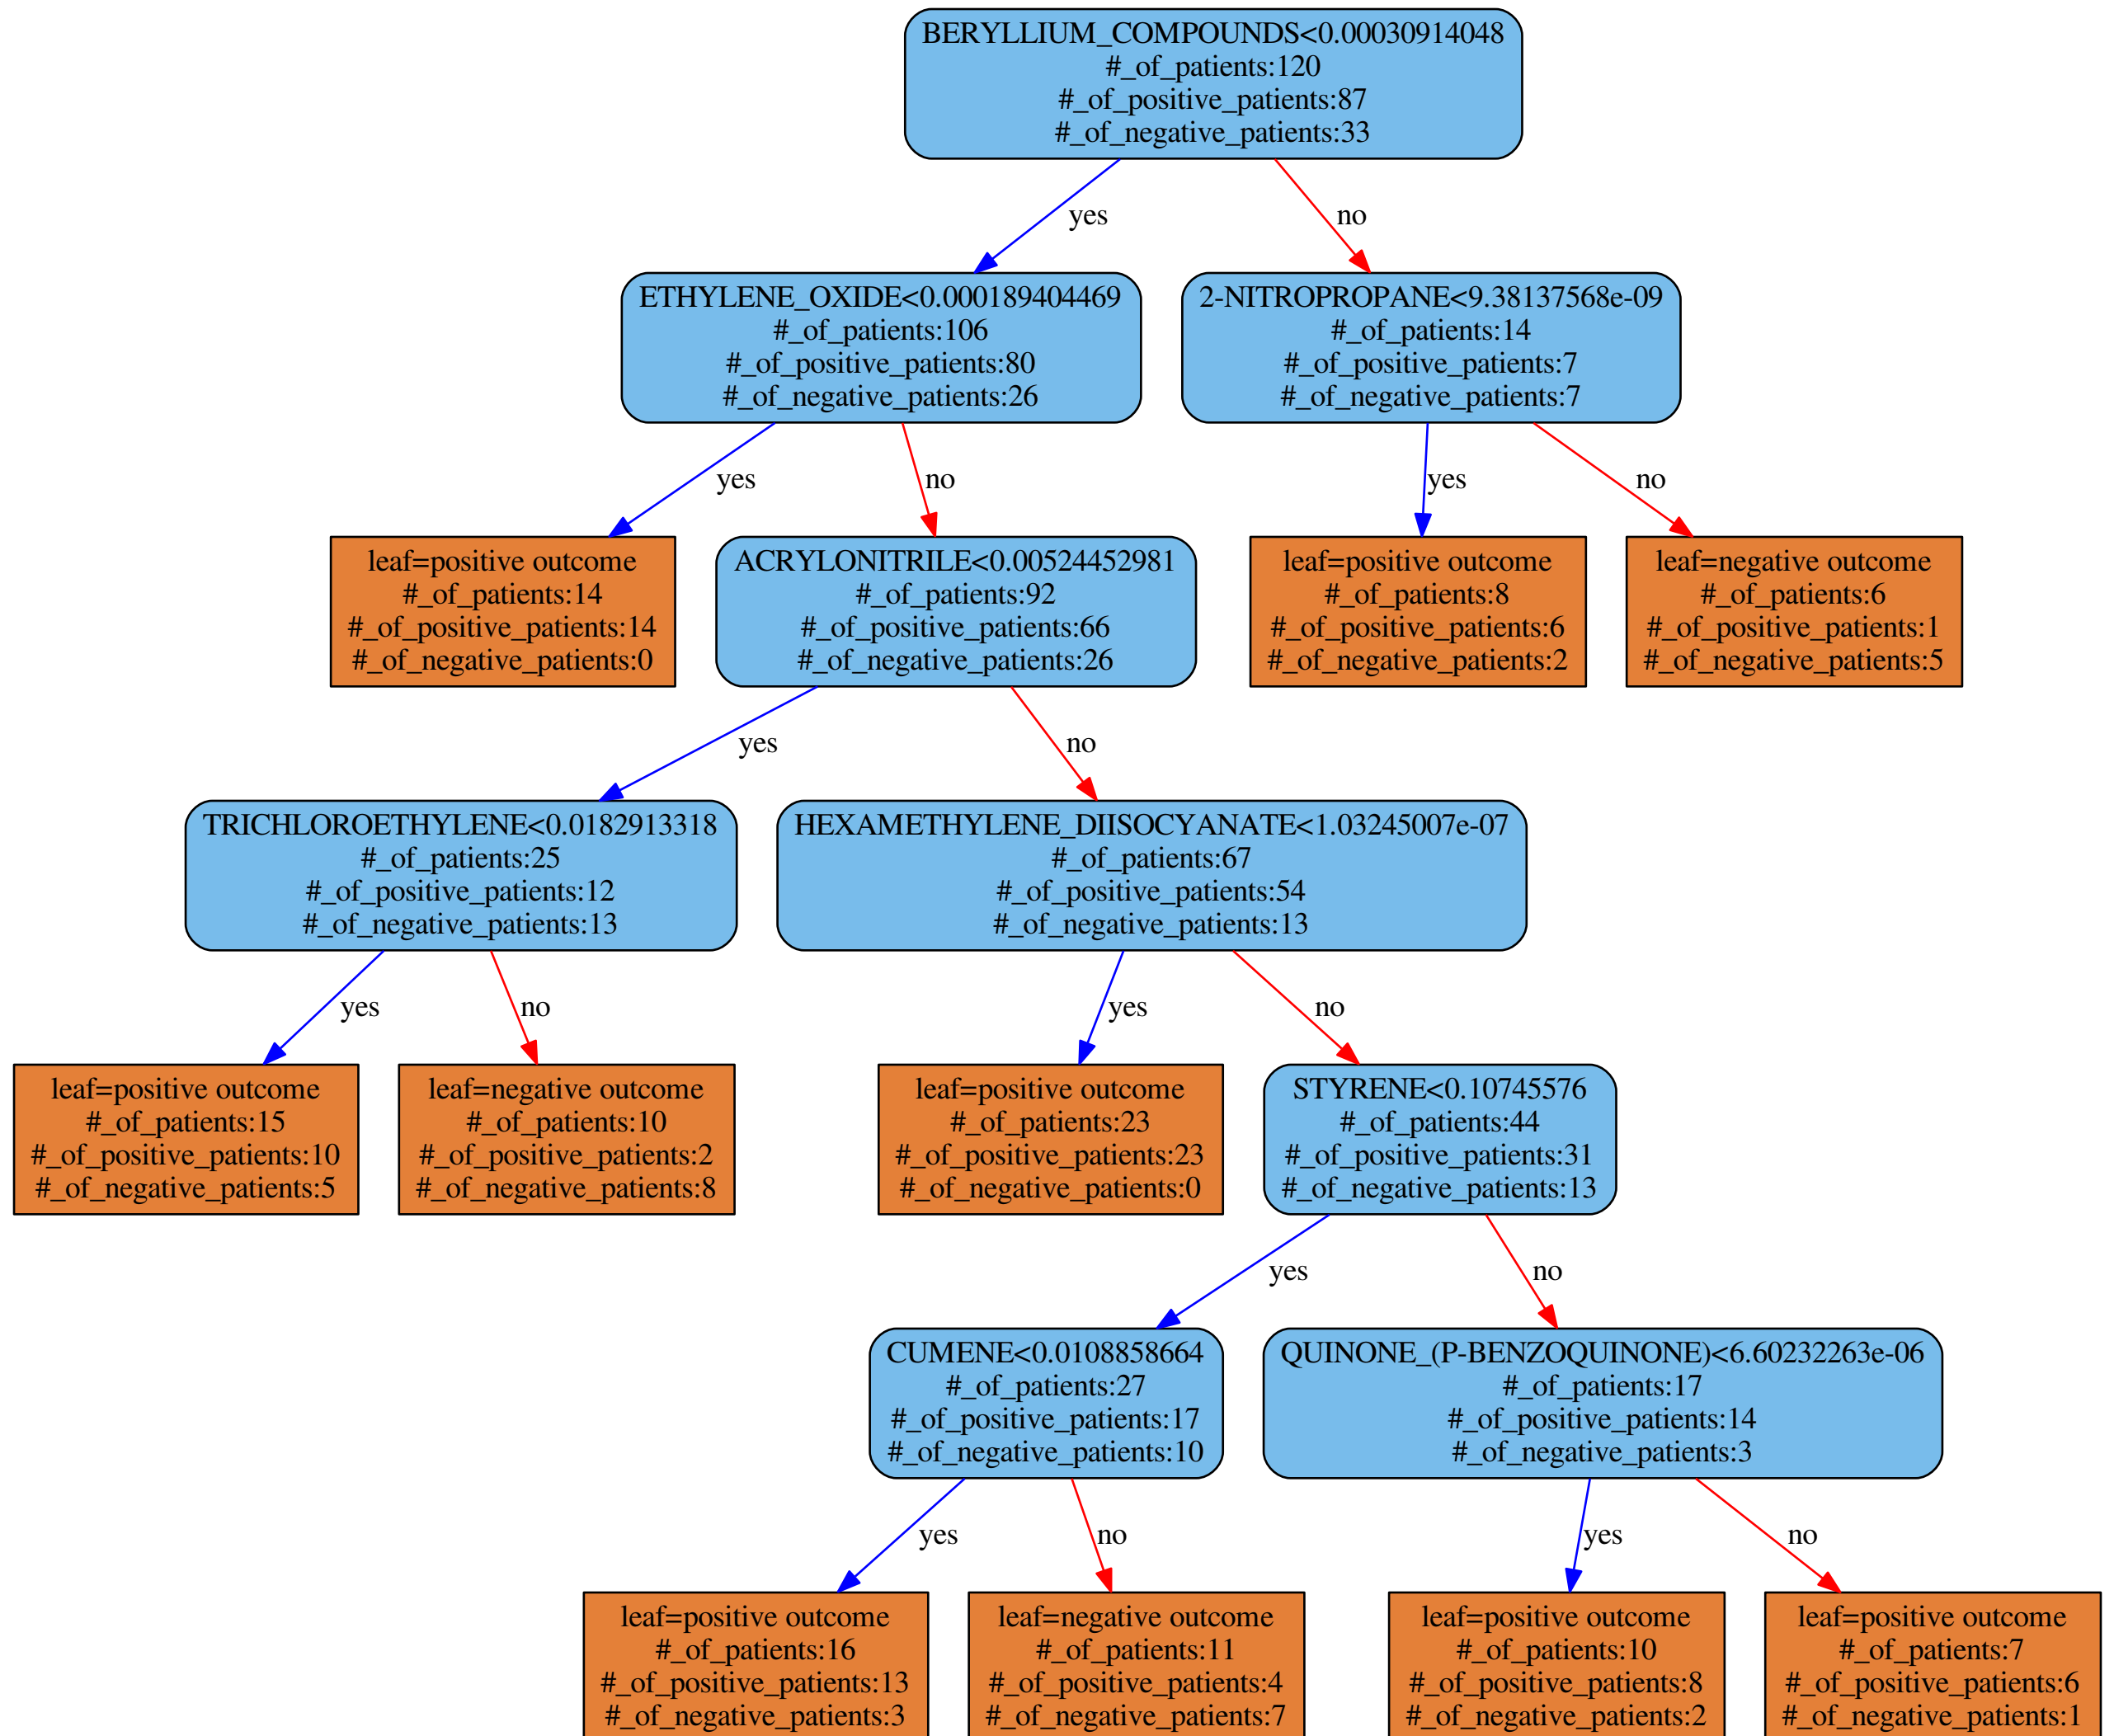 BERYLLIUM_COMPOUNDS<0.00030914048
#_of_patients:120
#_of_positive_patients:87
#_of_negative_patients:33
yes
no
ETHYLENE_OXIDE<0.000189404469
#_of_patients:106
#_of_positive_patients:80
#_of_negative_patients:26
2-NITROPROPANE<9.38137568e-09
#_of_patients:14
#_of_positive_patients:7
#_of_negative_patients:7
yes
no
yes
no
leaf=positive outcome
#_of_patients:14
#_of_positive_patients:14
#_of_negative_patients:0
ACRYLONITRILE<0.00524452981
#_of_patients:92
#_of_positive_patients:66
#_of_negative_patients:26
leaf=positive outcome
#_of_patients:8
#_of_positive_patients:6
#_of_negative_patients:2
leaf=negative outcome
#_of_patients:6
#_of_positive_patients:1
#_of_negative_patients:5
yes
no
TRICHLOROETHYLENE<0.0182913318
#_of_patients:25
#_of_positive_patients:12
#_of_negative_patients:13
HEXAMETHYLENE_DIISOCYANATE<1.03245007e-07
#_of_patients:67
#_of_positive_patients:54
#_of_negative_patients:13
yes
no
yes
no
leaf=positive outcome
#_of_patients:15
#_of_positive_patients:10
#_of_negative_patients:5
leaf=negative outcome
#_of_patients:10
#_of_positive_patients:2
#_of_negative_patients:8
leaf=positive outcome
#_of_patients:23
#_of_positive_patients:23
#_of_negative_patients:0
STYRENE<0.10745576
#_of_patients:44
#_of_positive_patients:31
#_of_negative_patients:13
yes
no
CUMENE<0.0108858664
#_of_patients:27
#_of_positive_patients:17
#_of_negative_patients:10
QUINONE_(P-BENZOQUINONE)<6.60232263e-06
#_of_patients:17
#_of_positive_patients:14
#_of_negative_patients:3
yes
no
yes
no
leaf=positive outcome
#_of_patients:16
#_of_positive_patients:13
#_of_negative_patients:3
leaf=negative outcome
#_of_patients:11
#_of_positive_patients:4
#_of_negative_patients:7
leaf=positive outcome
#_of_patients:10
#_of_positive_patients:8
#_of_negative_patients:2
leaf=positive outcome
#_of_patients:7
#_of_positive_patients:6
#_of_negative_patients:1